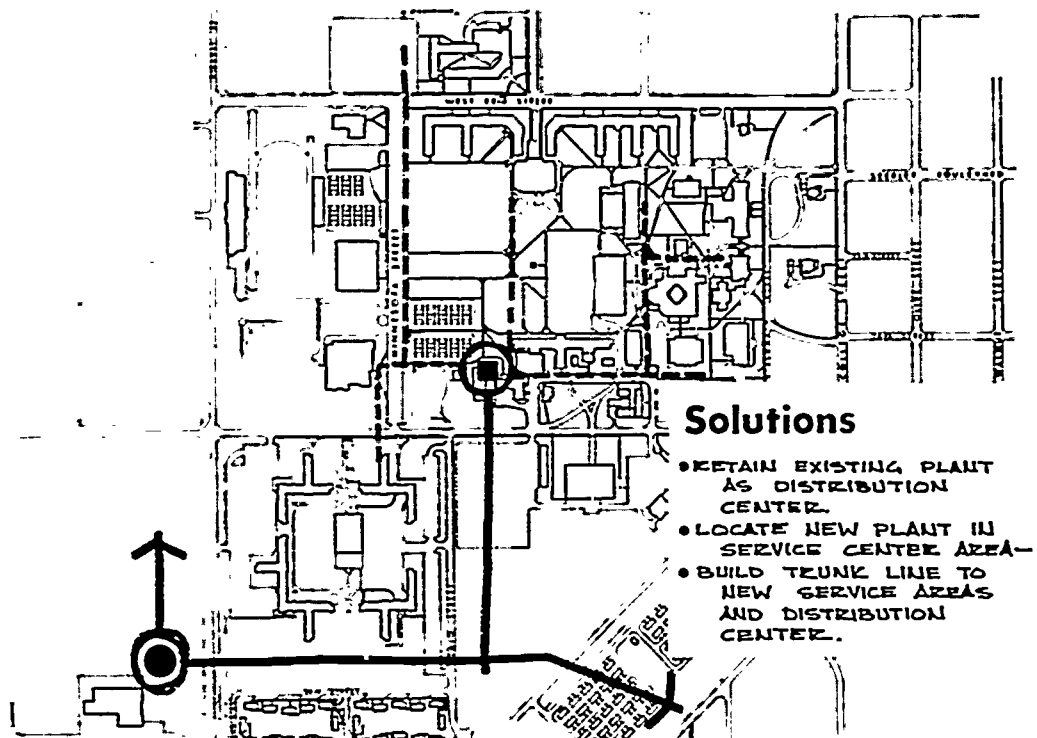 Solutions
• RETAIN EXISTING PLANT
AS DISTRIBUTION
CENTER.
• LOCATE NEW PLANT IN
SERVICE CENTER AREA—
• BUILD TRUNK LINE TO
NEW SERVICE AREAS
AND DISTRIBUTION
CENTER.